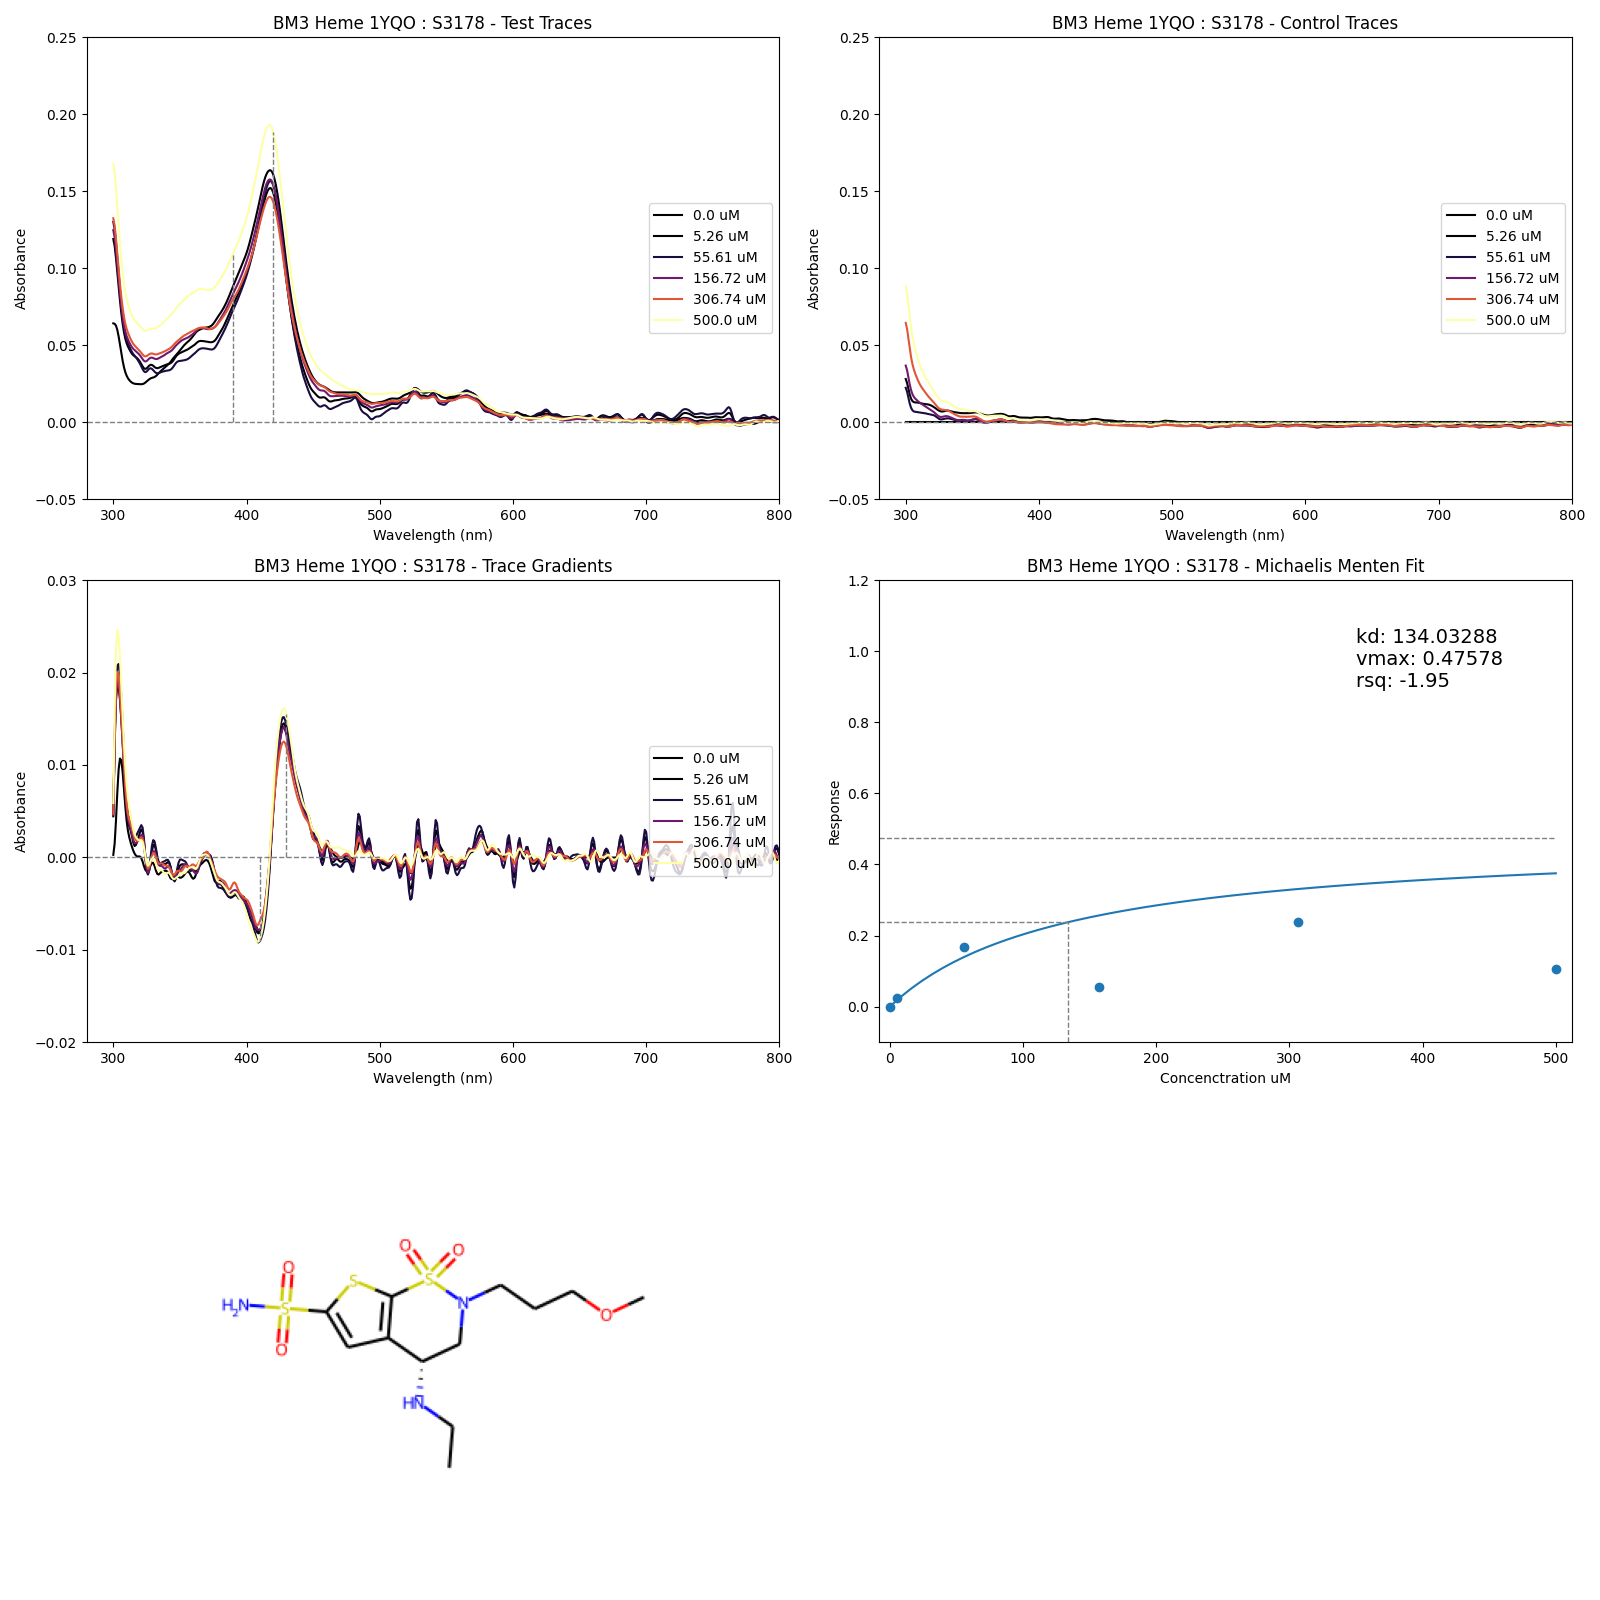 BM3 Heme 1YQO : S3178 - Test Traces
0.25
0.20
0.15
0.10
0.05
0.00
−0.05
Absorbance
0.0 uM
5.26 uM
55.61 uM
156.72 uM
306.74 uM
500.0 uM
300 400 500 600 700 800
Wavelength (nm)
BM3 Heme 1YQO : S3178 - Control Traces
0.25
0.20
0.15
0.10
0.05
0.00
−0.05
Absorbance
0.0 uM
5.26 uM
55.61 uM
156.72 uM
306.74 uM
500.0 uM
300 400 500 600 700 800
Wavelength (nm)
BM3 Heme 1YQO : S3178 - Trace Gradients
0.03
0.02
0.01
0.00
−0.01
−0.02
Absorbance
0.0 uM
5.26 uM
55.61 uM
156.72 uM
306.74 uM
500.0 uM
300 400 500 600 700 800
Wavelength (nm)
BM3 Heme 1YQO : S3178 - Michaelis Menten Fit
1.2
1.0
0.8
0.6
0.4
0.2
0.0
Response
kd: 134.03288
vmax: 0.47578
rsq: -1.95
0 100 200 300 400 500
Concenctration uM
O O
O S S
H2N S N
O O
HN